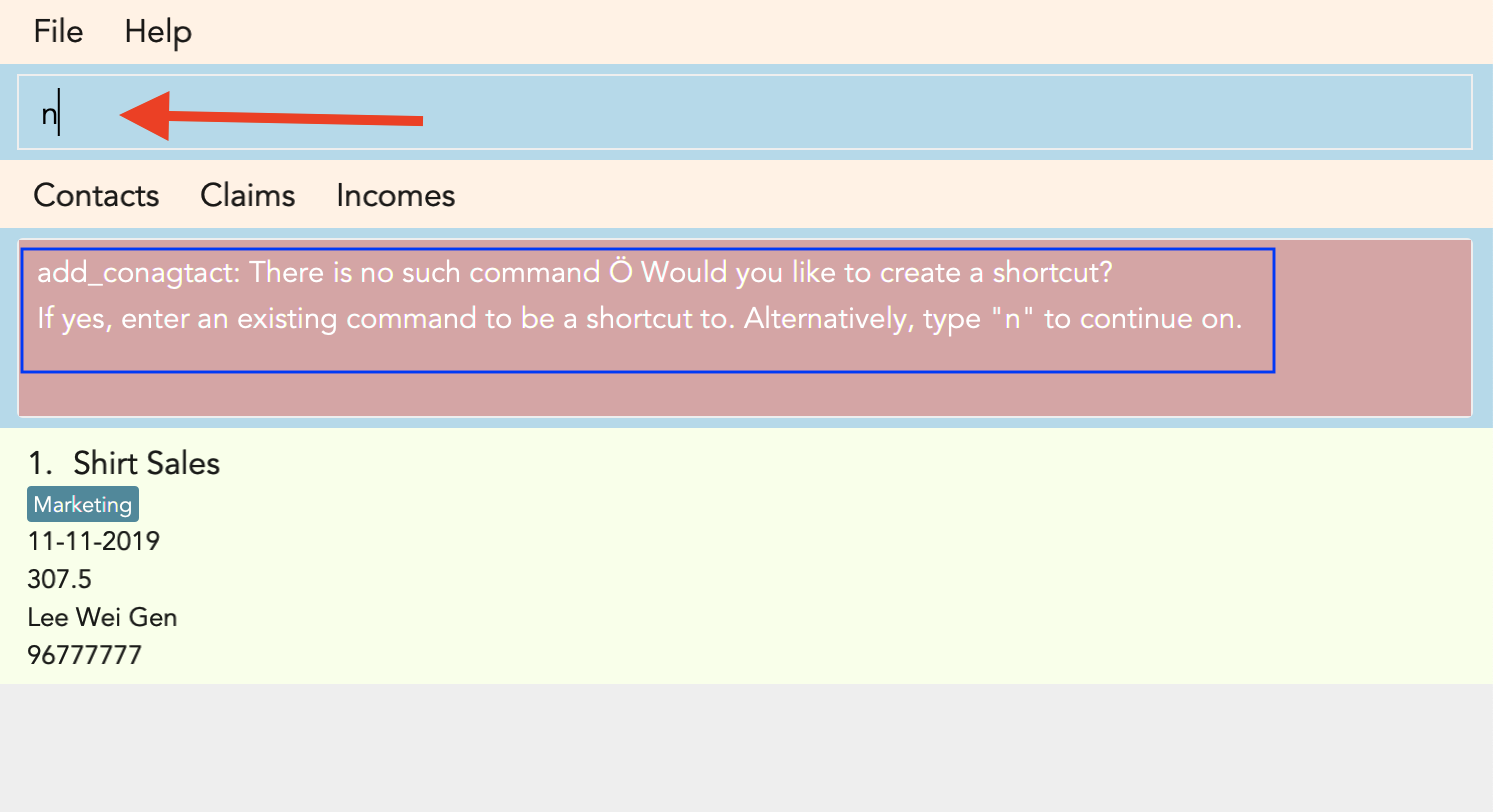 File Help
n
Contacts Claims Incomes
add_conagtact: There is no such command Ö Would you like to create a shortcut?
If yes, enter an existing command to be a shortcut to. Alternatively, type "n" to continue on.
1. Shirt Sales
Marketing
11-11-2019
307.5
Lee Wei Gen
96777777